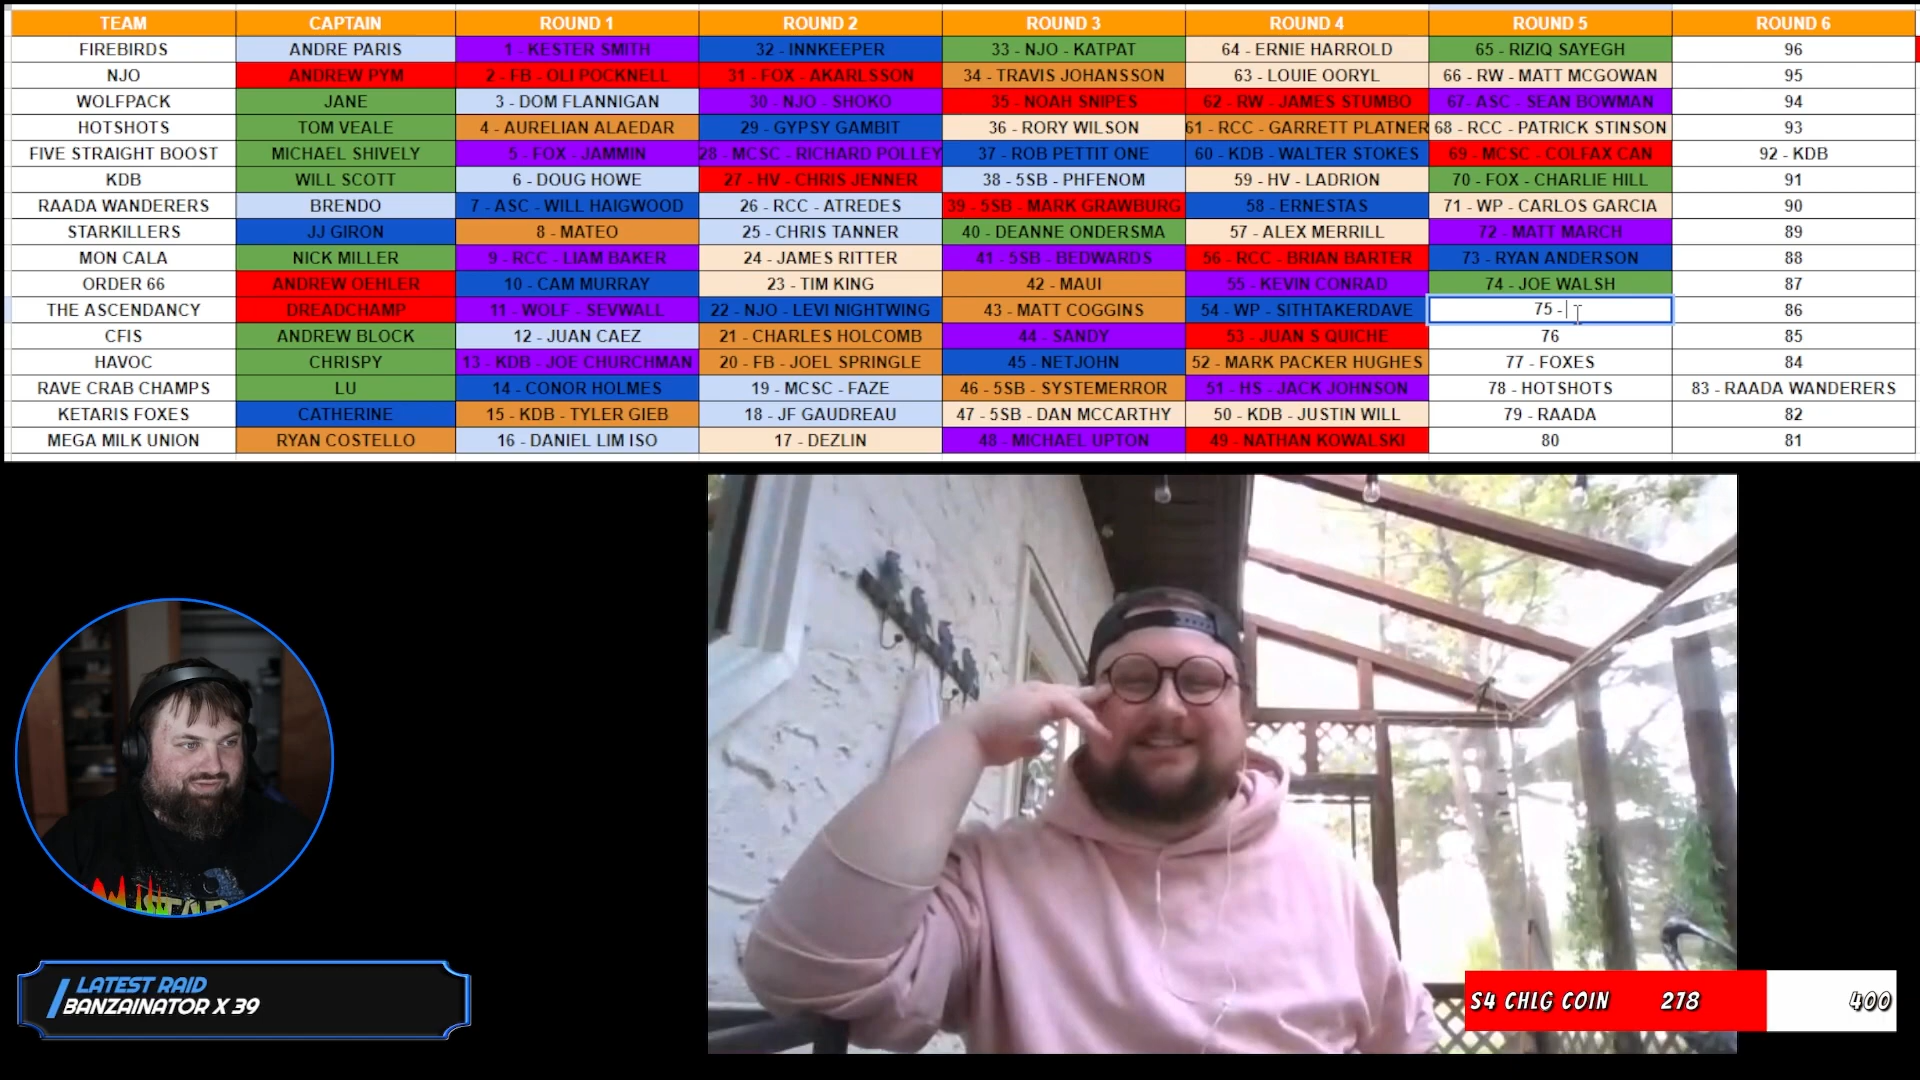 TEAM CAPTAIN ROUND 1 ROUND 2 ROUND 3 ROUND 4 ROUND 5 ROUND 6
FIREBIRDS ANDRE PARIS 1 - KESTER SMITH 32 - INNKEEPER 33 - NJO - KATPAT 64 - ERNIE HARROLD 65 - RIZIQ SAYEGH 96
NJO ANDREW PYM 2 - FB - OLI POCKNELL 31 - FOX - AKARLSSON 34 - TRAVIS JOHANSSON 63 - LOUIE OORYL 66 - RW - MATT MCGOWAN 95
WOLFPACK JANE 3 - DOM FLANNIGAN 30 - NJO - SHOKO 35 - NOAH SNIPES 62 - RW - JAMES STUMBO 67- ASC - SEAN BOWMAN 94
HOTSHOTS TOM VEALE 4 - AURELIAN ALAEDAR 29 - GYPSY GAMBIT 36 - RORY WILSON 61 - RCC - GARRETT PLATNER 68 - RCC - PATRICK STINSON 93
FIVE STRAIGHT BOOST MICHAEL SHIVELY 5 - FOX - JAMMIN 28 - MCSC - RICHARD POLLEY 37 - ROB PETTIT ONE 60 - KDB - WALTER STOKES 69 - MCSC - COLFAX CAN 92 - KDB
KDB WILL SCOTT 6 - DOUG HOWE 27 - HV - CHRIS JENNER 38 - 5SB - PHFENOM 59 - HV - LADRION 70 - FOX - CHARLIE HILL 91
RAADA WANDERERS BRENDO 7 - ASC - WILL HAIGWOOD 26 - RCC - ATREDES 39 - 5SB - MARK GRAWBURG 58 - ERNESTAS 71 - WP - CARLOS GARCIA 90
STARKILLERS JJ GIRON 8 - MATEO 25 - CHRIS TANNER 40 - DEANNE ONDERSMA 57 - ALEX MERRILL 72 - MATT MARCH 89
MON CALA NICK MILLER 9 - RCC - LIAM BAKER 24 - JAMES RITTER 41 - 5SB - BEDWARDS 56 - RCC - BRIAN BARTER 73 - RYAN ANDERSON 88
ORDER 66 ANDREW OEHLER 10 - CAM MURRAY 23 - TIM KING 42 - MAUI 55 - KEVIN CONRAD 74 - JOE WALSH 87
THE ASCENDANCY DREADCHAMP 11 - WOLF - SEVWALL 22 - NJO - LEVI NIGHTWING 43 - MATT COGGINS 54 - WP - SITHTAKERDAVE 75 - 86
CFIS ANDREW BLOCK 12 - JUAN CAEZ 21 - CHARLES HOLCOMB 44 - SANDY 53 - JUAN S QUICHE 76 85
HAVOC CHRISPY 13 - KDB - JOE CHURCHMAN 20 - FB - JOEL SPRINGLE 45 - NETJOHN 52 - MARK PACKER HUGHES 77 - FOXES 84
RAVE CRAB CHAMPS LU 14 - CONOR HOLMES 19 - MCSC - FAZE 46 - 5SB - SYSTEMERROR 51 - HS - JACK JOHNSON 78 - HOTSHOTS 83 - RAADA WANDERERS
KETARIS FOXES CATHERINE 15 - KDB - TYLER GIEB 18 - JF GAUDREAU 47 - 5SB - DAN MCCARTHY 50 - KDB - JUSTIN WILL 79 - RAADA 82
MEGA MILK UNION RYAN COSTELLO 16 - DANIEL LIM ISO 17 - DEZLIN 48 - MICHAEL UPTON 49 - NATHAN KOWALSKI 80 81
LATEST RAID
BANZAINATOR X 39
S4 CHLG COIN 278 400